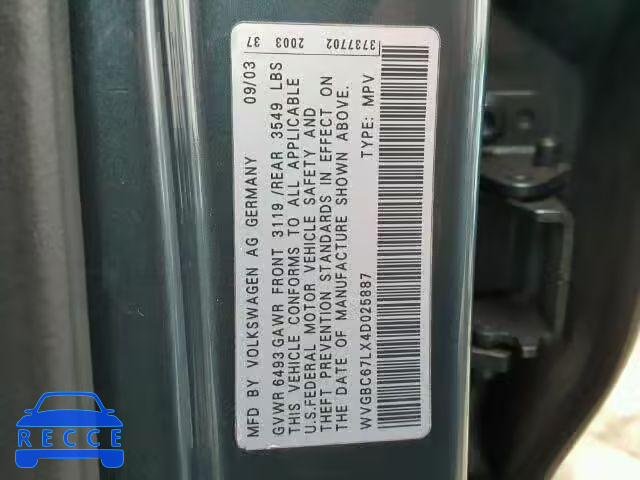 37 2003 3737702
MFD BY VOLKSWAGEN AG GERMANY 09/03
GVWR 6493 GAWR FRONT 3119 /REAR 3549 LBS
THIS VEHICLE CONFORMS TO ALL APPLICABLE
U.S.FEDERAL MOTOR VEHICLE SAFETY AND
THEFT PREVENTION STANDARDS IN EFFECT ON
THE DATE OF MANUFACTURE SHOWN ABOVE.
WVGBC67LX4D025887 TYPE: MPV
RECCE